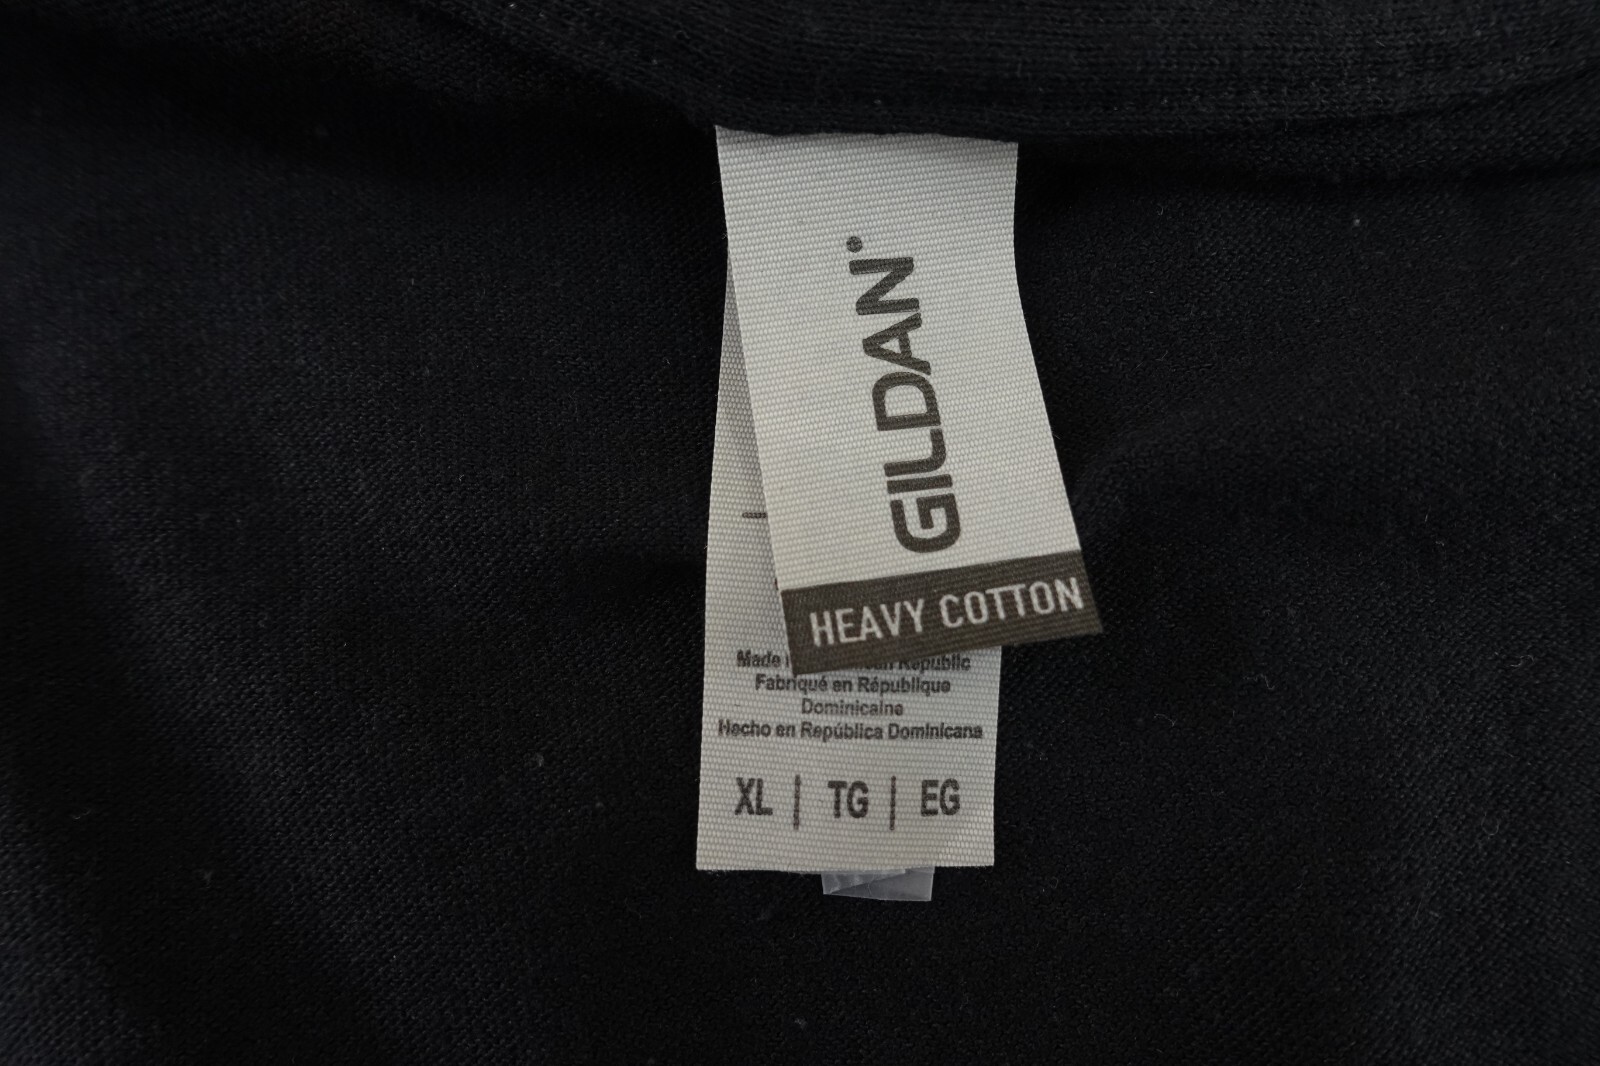 GILDAN
HEAVY COTTON
Made Republic
Fabriqué en République
Dominicaine
Hecho en República Dominicana
XL | TG | EG